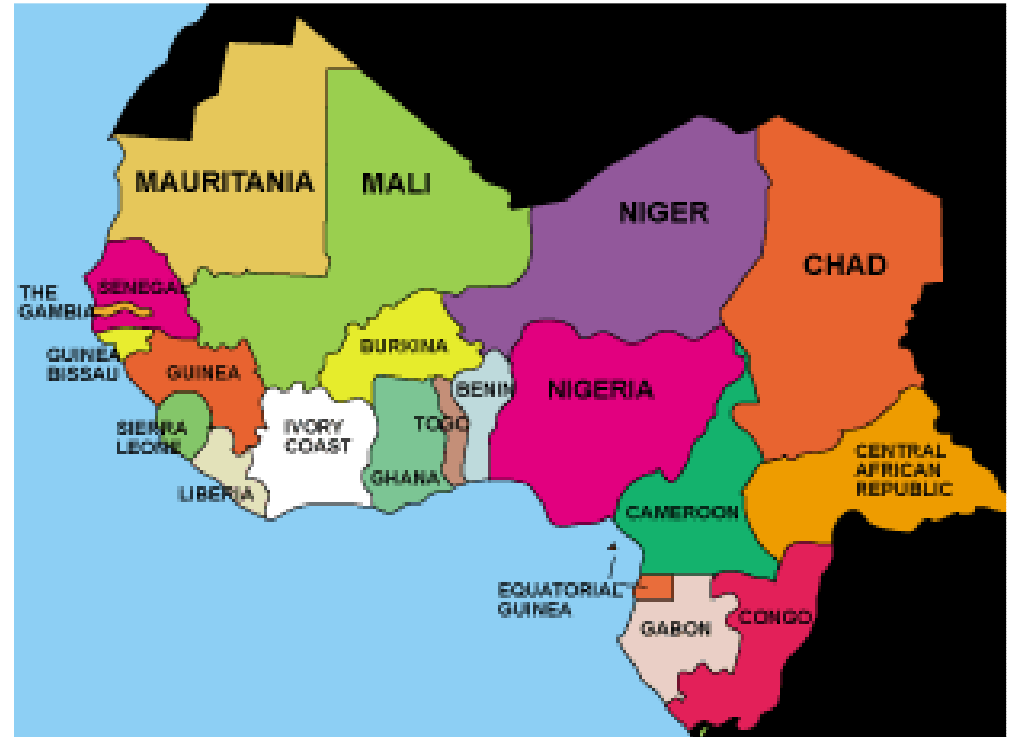 MAURITANIA
MALI
NIGER
CHAD
SENEGAL
THE
GAMBIA
GUINEA
BISSAU
GUINEA
BURKINA
BENIN
NIGERIA
SIERRA
LEONE
IVORY
COAST
TOGO
GHANA
LIBERIA
CENTRAL
AFRICAN
REPUBLIC
CAMEROON
EQUATORIAL
GUINEA
GABON
CONGO